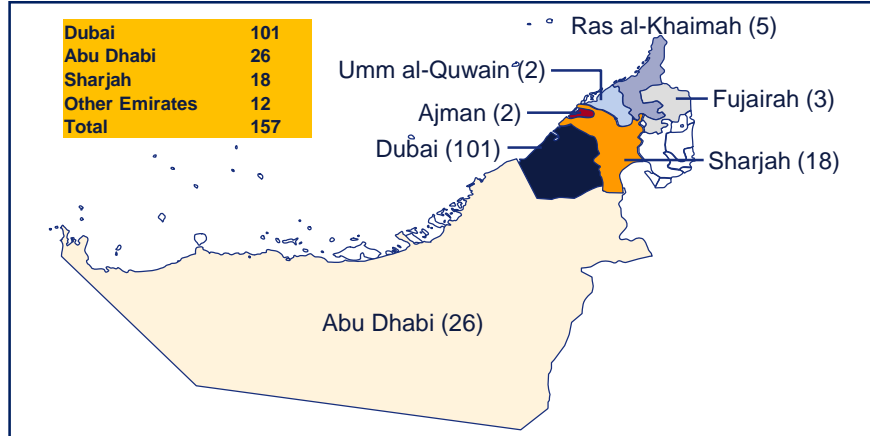 Dubai 101
Abu Dhabi 26
Sharjah 18
Other Emirates 12
Total 157
Ras al-Khaimah (5)
Umm al-Quwain (2)
Fujairah (3)
Ajman (2)
Dubai (101)
Sharjah (18)
Abu Dhabi (26)